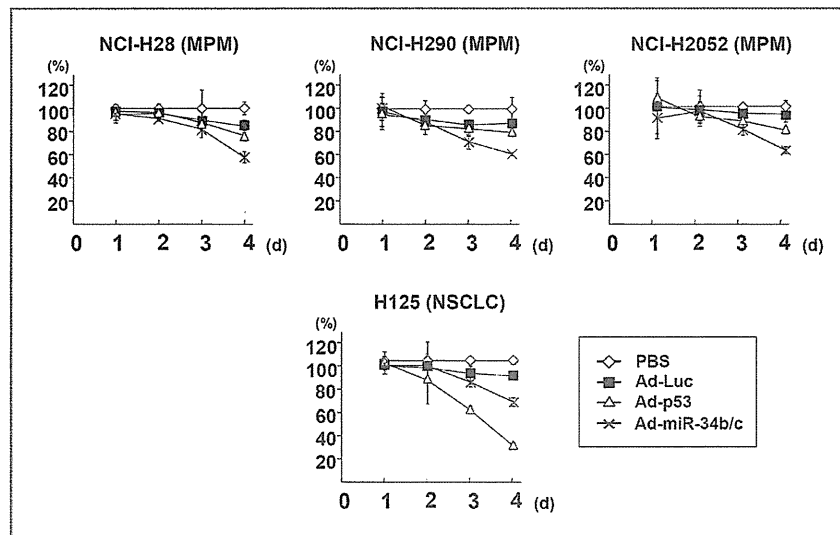 NCI-H28 (MPM)
(%)
120
100
80
60
40
20
0 1 2 3 4 (d)
NCI-H290 (MPM)
(%)
120
100
80
60
40
20
0 1 2 3 4 (d)
NCI-H2052 (MPM)
(%)
120
100
80
60
40
20
0 1 2 3 4 (d)
H125 (NSCLC)
(%)
120
100
80
60
40
20
0 1 2 3 4 (d)
PBS
Ad-Luc
Ad-p53
Ad-miR-34b/c